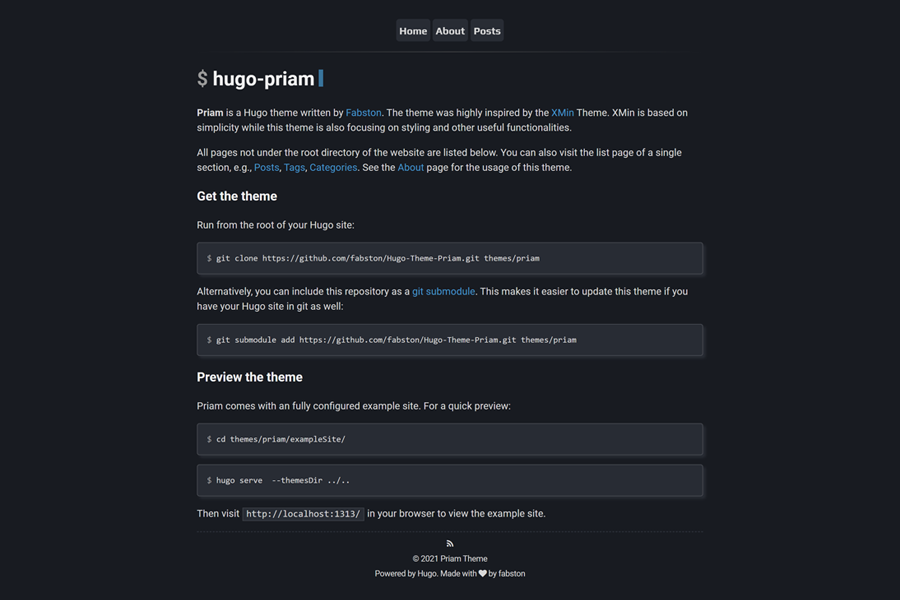 Home About Posts
$ hugo-priam
Priam is a Hugo theme written by Fabston. The theme was highly inspired by the XMin Theme. XMin is based on
simplicity while this theme is also focusing on styling and other useful functionalities.
All pages not under the root directory of the website are listed below. You can also visit the list page of a single
section, e.g., Posts, Tags, Categories. See the About page for the usage of this theme.
Get the theme
Run from the root of your Hugo site:
$ git clone https://github.com/fabston/Hugo-Theme-Priam.git themes/priam
Alternatively, you can include this repository as a git submodule. This makes it easier to update this theme if you
have your Hugo site in git as well:
$ git submodule add https://github.com/fabston/Hugo-Theme-Priam.git themes/priam
Preview the theme
Priam comes with an fully configured example site. For a quick preview:
$ cd themes/priam/exampleSite/
$ hugo serve  --themesDir ../..
Then visit http://localhost:1313/ in your browser to view the example site.
© 2021 Priam Theme
Powered by Hugo. Made with ❤ by fabston